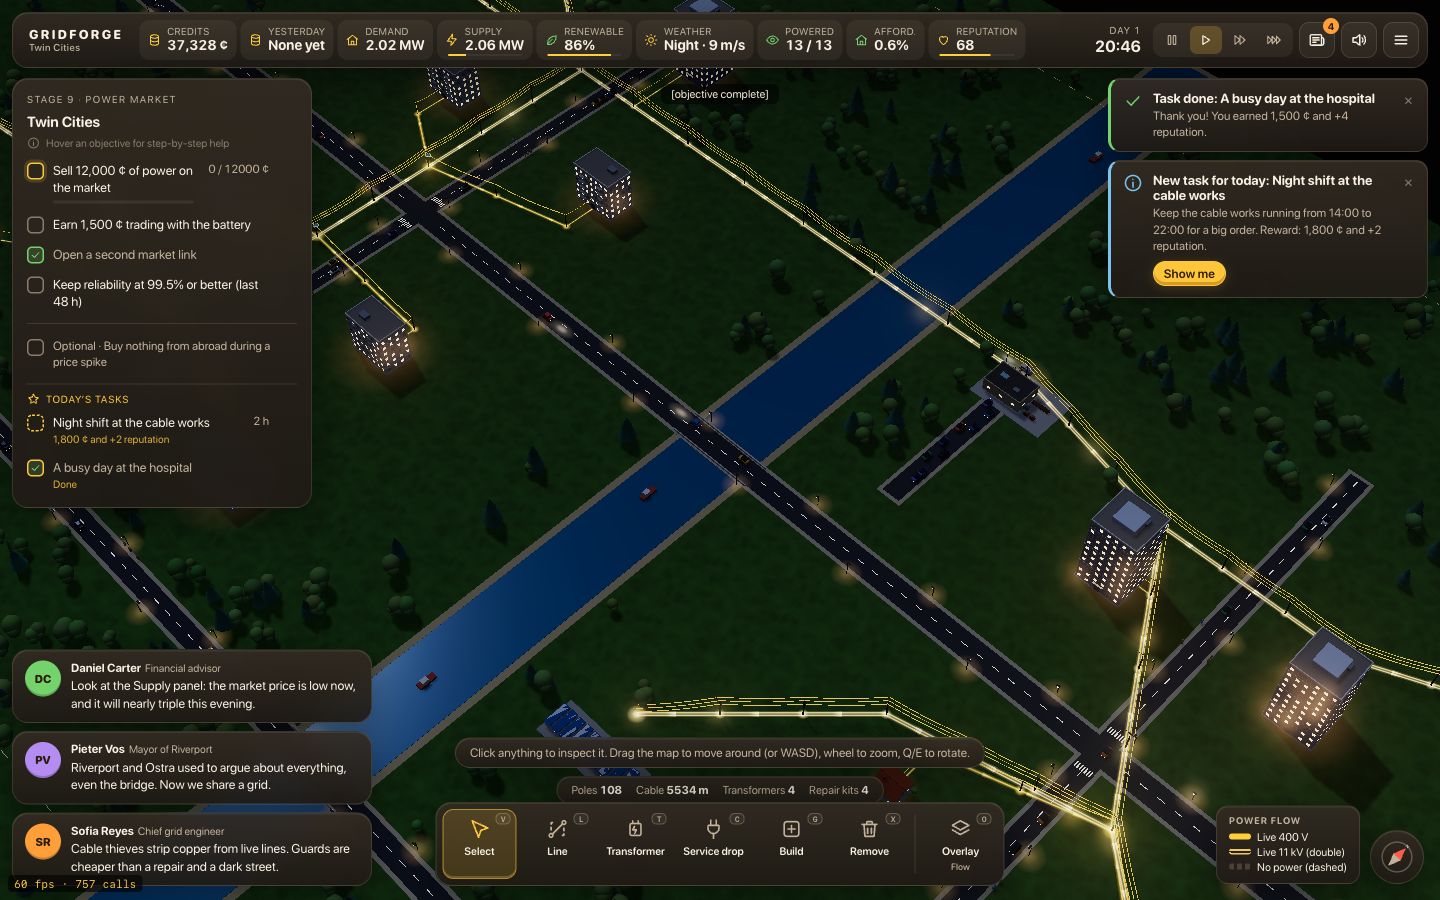 GRIDFORGE
Twin Cities
CREDITS
37,328 ¢
YESTERDAY
None yet
DEMAND
2.02 MW
SUPPLY
2.06 MW
RENEWABLE
86%
WEATHER
Night · 9 m/s
POWERED
13 / 13
AFFORD.
0.6%
REPUTATION
68
DAY 1
20:46
4
[objective complete]
STAGE 9 · POWER MARKET
Twin Cities
Hover an objective for step-by-step help
Sell 12,000 ¢ of power on
the market
0 / 12000 ¢
Earn 1,500 ¢ trading with the battery
Open a second market link
Keep reliability at 99.5% or better (last
48 h)
Optional · Buy nothing from abroad during a
price spike
TODAY'S TASKS
Night shift at the cable works
2 h
1,800 ¢ and +2 reputation
A busy day at the hospital
Done
Task done: A busy day at the hospital
Thank you! You earned 1,500 ¢ and +4
reputation.
New task for today: Night shift at the
cable works
Keep the cable works running from 14:00 to
22:00 for a big order. Reward: 1,800 ¢ and +2
reputation.
Show me
DC
Daniel Carter Financial advisor
Look at the Supply panel: the market price is low now,
and it will nearly triple this evening.
PV
Pieter Vos Mayor of Riverport
Riverport and Ostra used to argue about everything,
even the bridge. Now we share a grid.
SR
Sofia Reyes Chief grid engineer
Cable thieves strip copper from live lines. Guards are
cheaper than a repair and a dark street.
60 fps · 757 calls
Click anything to inspect it. Drag the map to move around (or WASD), wheel to zoom, Q/E to rotate.
Poles 108 Cable 5534 m Transformers 4 Repair kits 4
V
Select
L
Line
T
Transformer
C
Service drop
G
Build
X
Remove
O
Overlay
Flow
POWER FLOW
Live 400 V
Live 11 kV (double)
No power (dashed)